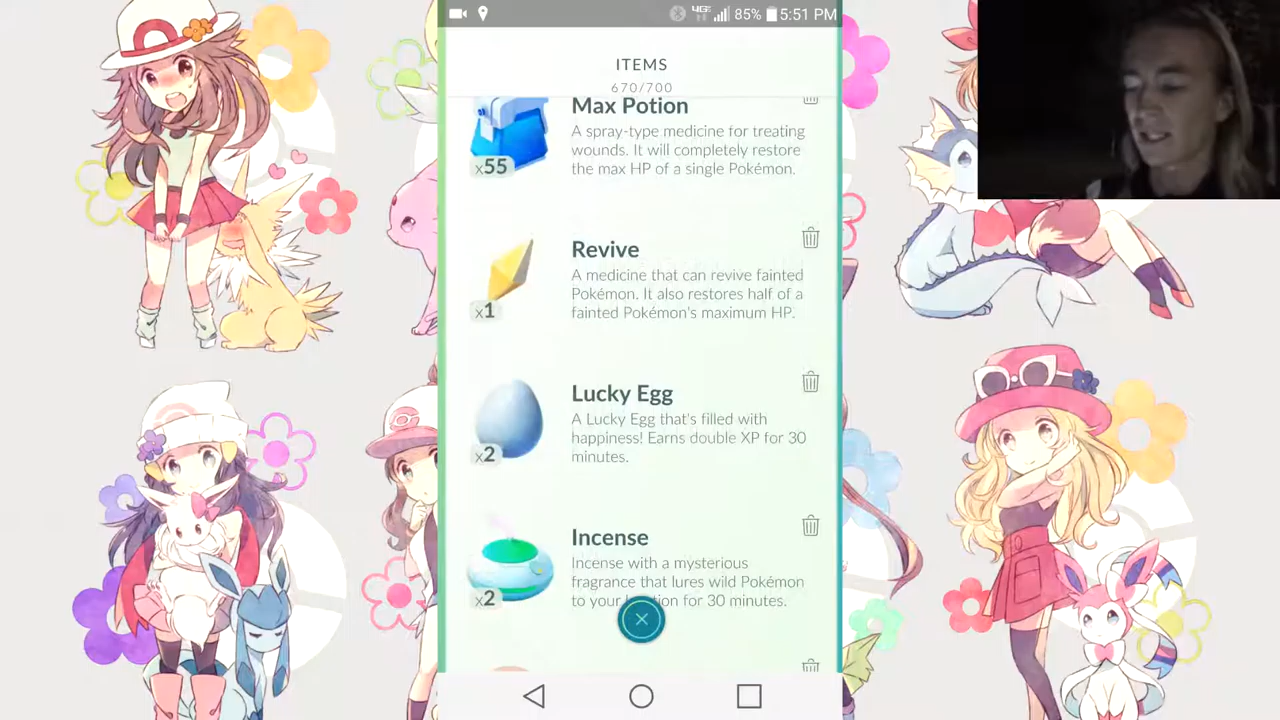 4G 85% 5:51 PM
ITEMS
670/700
Max Potion
A spray-type medicine for treating
wounds. It will completely restore
the max HP of a single Pokémon.
x55
Revive
A medicine that can revive fainted
Pokémon. It also restores half of a
fainted Pokémon's maximum HP.
x1
Lucky Egg
A Lucky Egg that's filled with
happiness! Earns double XP for 30
minutes.
x2
Incense
Incense with a mysterious
fragrance that lures wild Pokémon
to your tion for 30 minutes.
x2